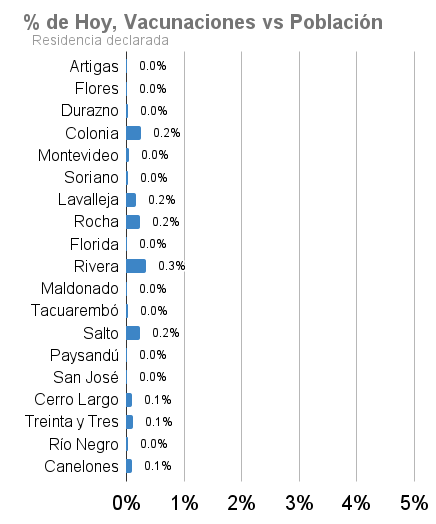 % de Hoy, Vacunaciones vs Población
Residencia declarada
Artigas 0.0%
Flores 0.0%
Durazno 0.0%
Colonia 0.2%
Montevideo 0.0%
Soriano 0.0%
Lavalleja 0.2%
Rocha 0.2%
Florida 0.0%
Rivera 0.3%
Maldonado 0.0%
Tacuarembó 0.0%
Salto 0.2%
Paysandú 0.0%
San José 0.0%
Cerro Largo 0.1%
Treinta y Tres 0.1%
Río Negro 0.0%
Canelones 0.1%
0% 1% 2% 3% 4% 5%